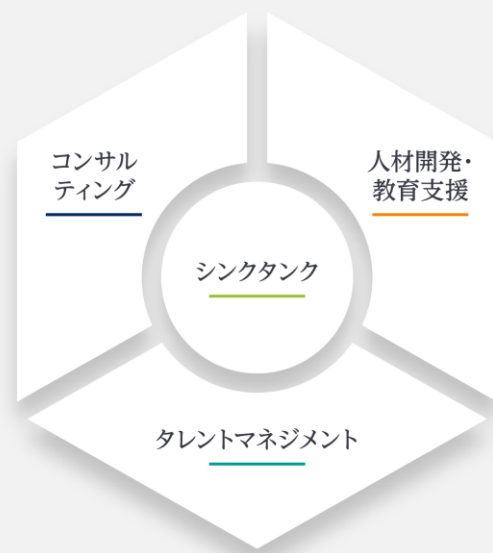 コンサル
ティング
人材開発・
教育支援
シンクタンク
タレントマネジメント